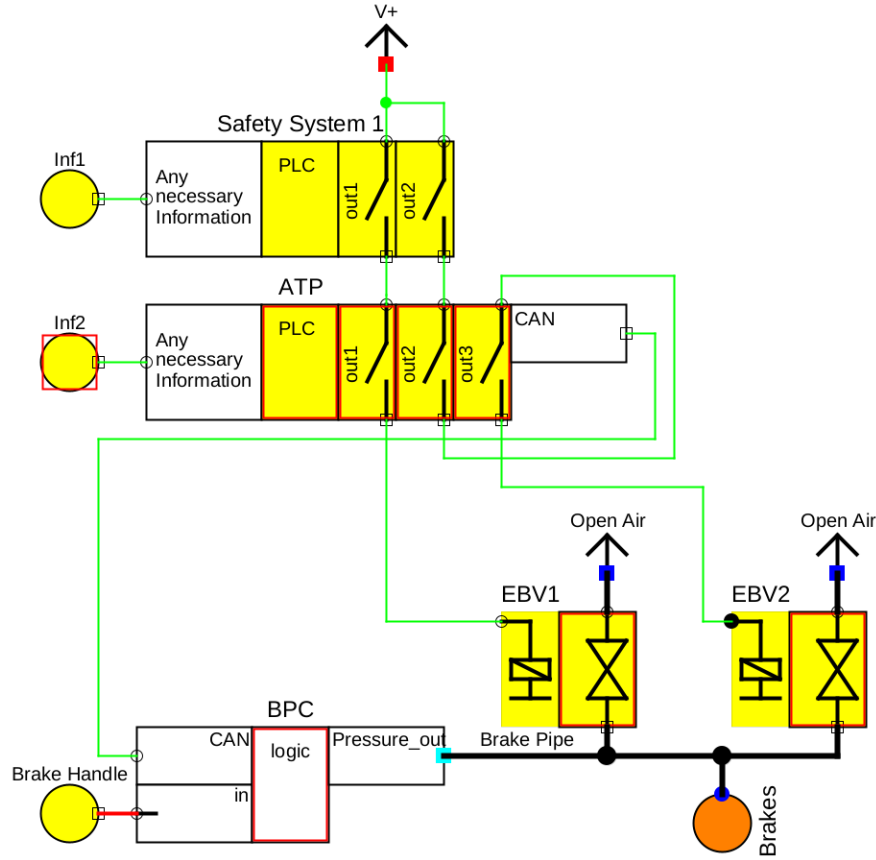 V+
Safety System 1
Inf1
Any
necessary
Information
PLC
out1
out2
ATP
Inf2
Any
necessary
Information
PLC
out1
out2
out3
CAN
Open Air
Open Air
EBV1
EBV2
BPC
CAN
logic
Pressure_out
Brake Pipe
Brake Handle
in
Brakes